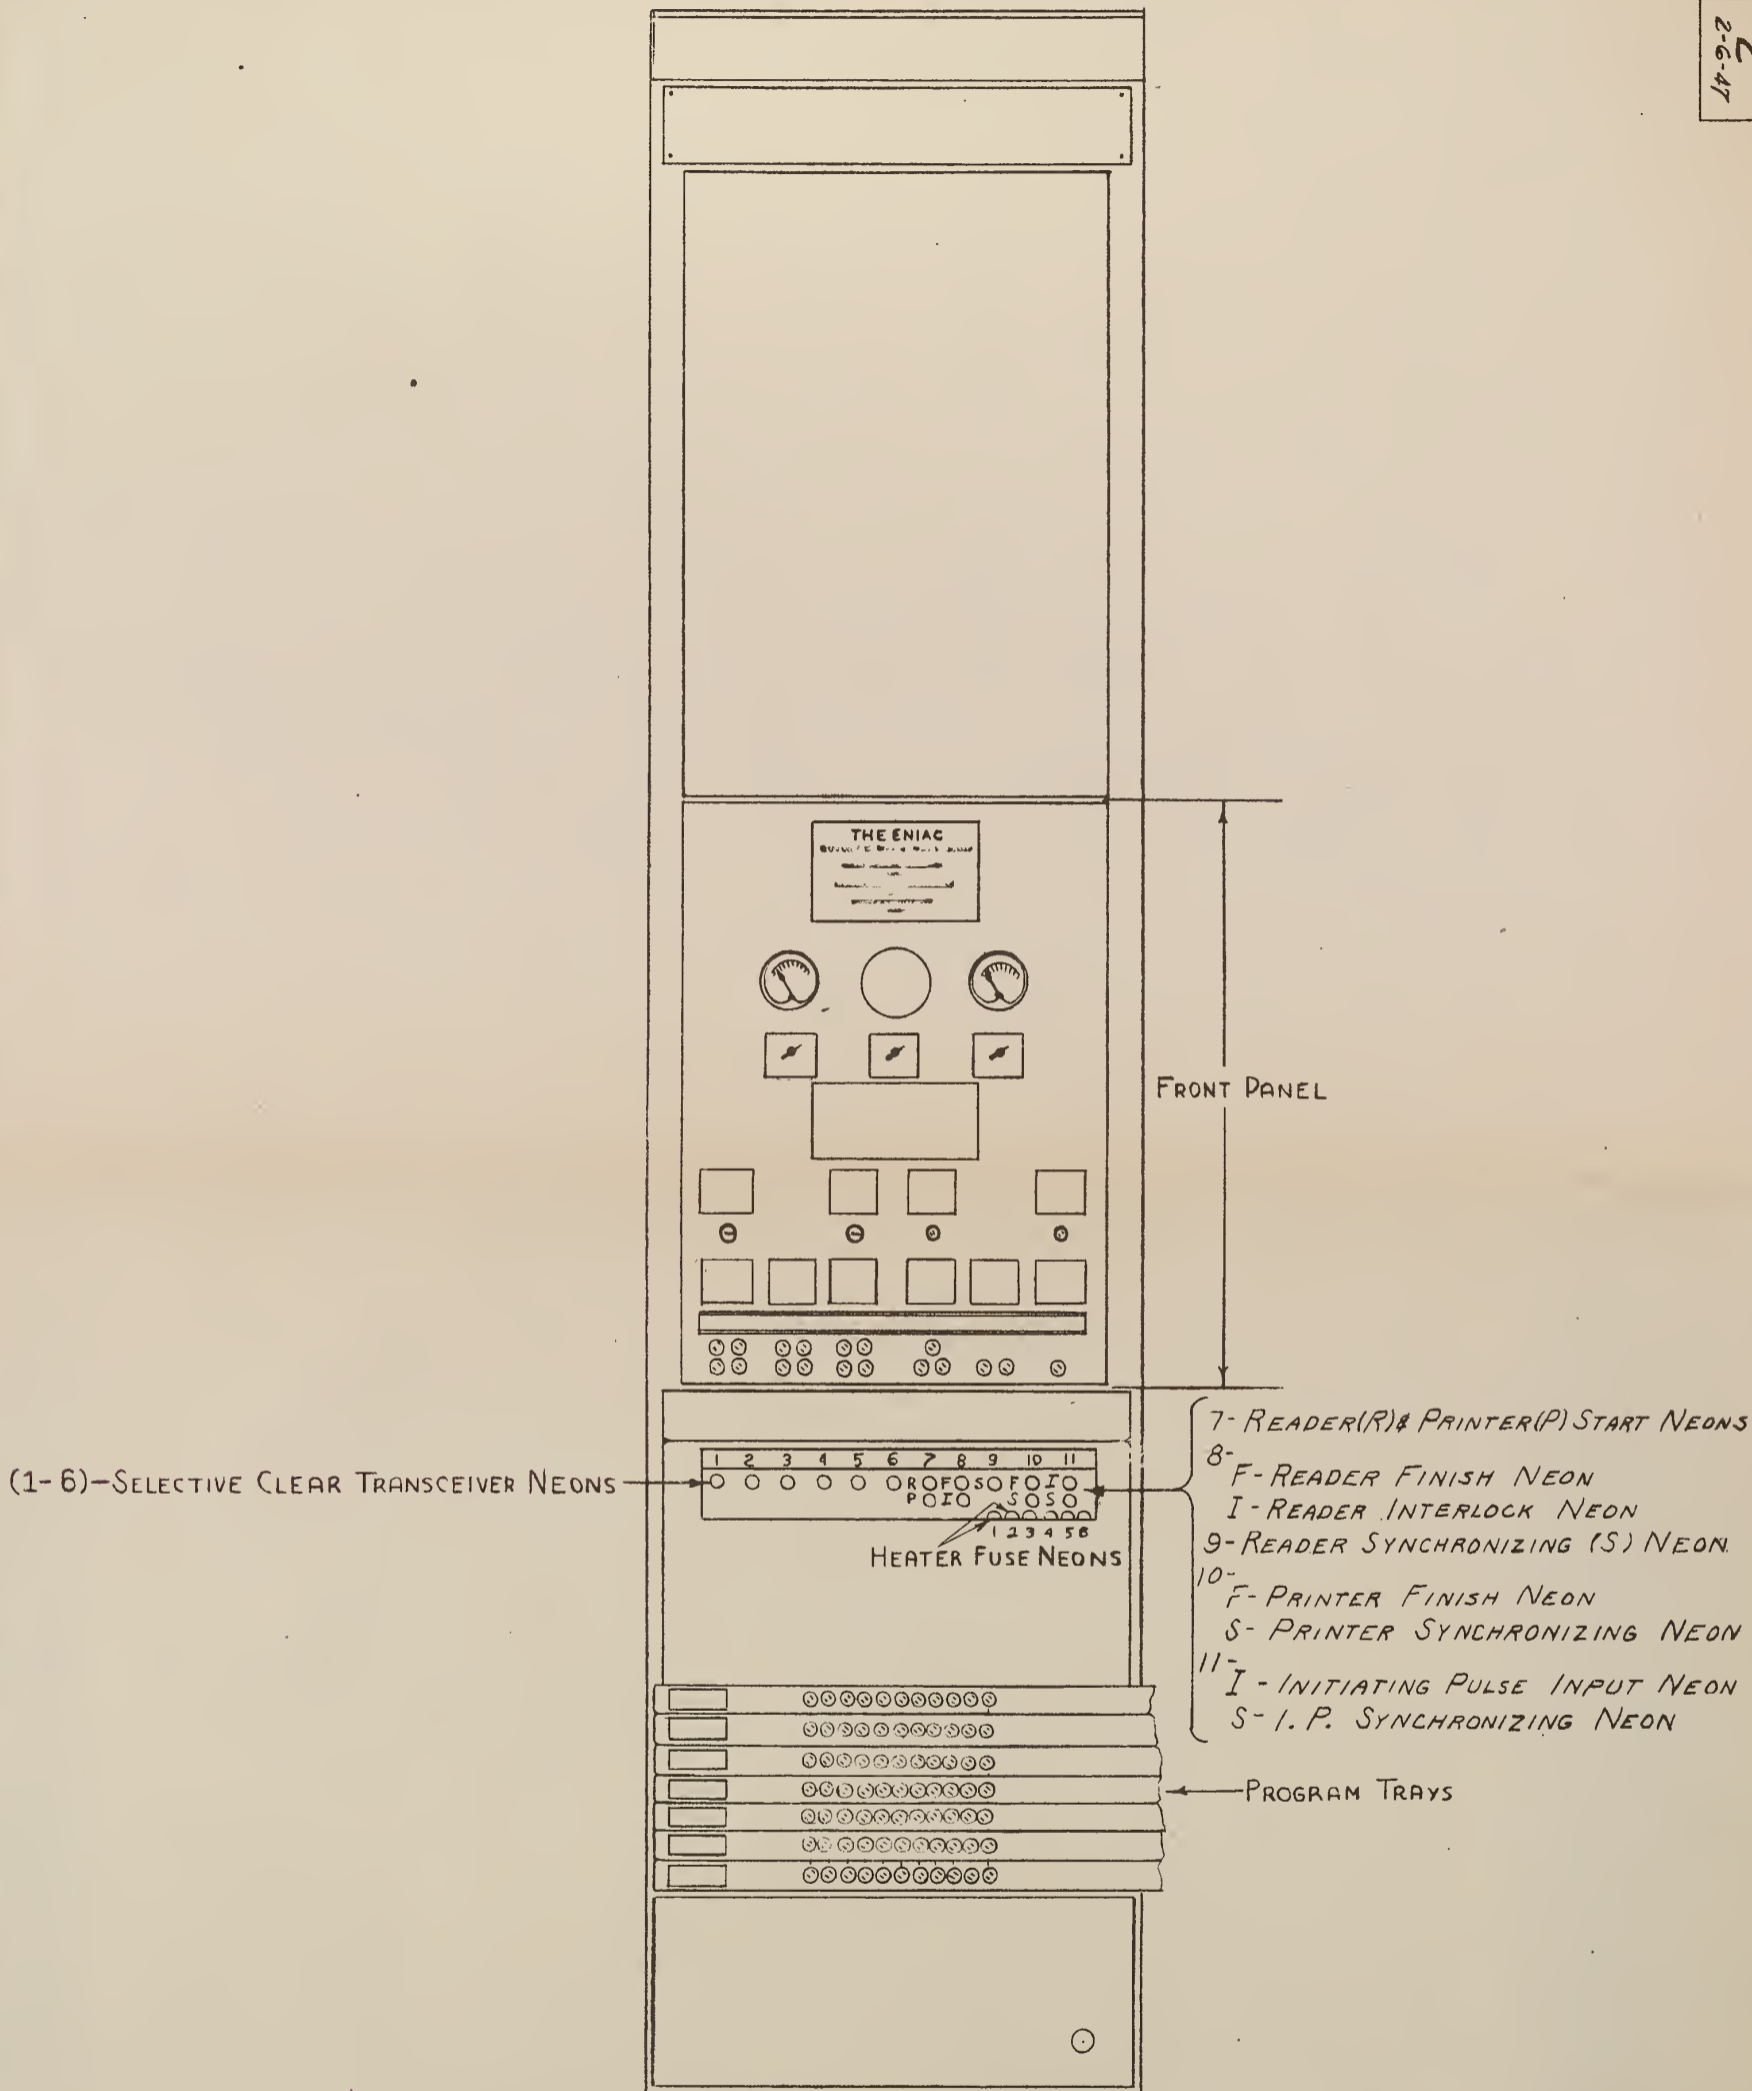 2-6-47
THE ENIAC
FRONT PANEL
(1-6)-SELECTIVE CLEAR TRANSCEIVER NEONS
1 2 3 4 5 6 7 8 9 10 11
R F S F I
P I S S
1 2 3 4 5 6
HEATER FUSE NEONS
7- READER(R)& PRINTER(P) START NEONS
8-
F- READER FINISH NEON
I- READER INTERLOCK NEON
9- READER SYNCHRONIZING (S) NEON.
10-
F- PRINTER FINISH NEON
S- PRINTER SYNCHRONIZING NEON
11-
I - INITIATING PULSE INPUT NEON
S- I.P. SYNCHRONIZING NEON
PROGRAM TRAYS